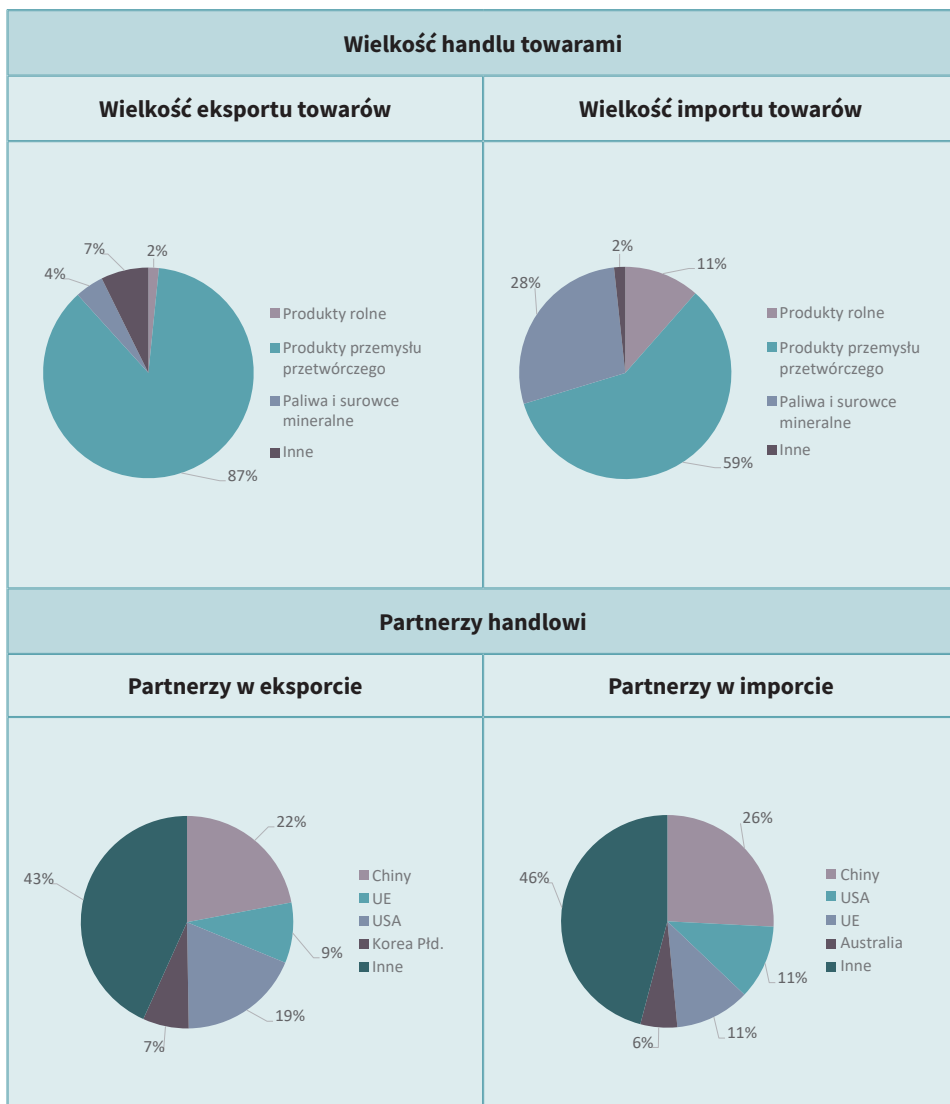 Wielkość handlu towarami
Wielkość eksportu towarów
Wielkość importu towarów
7%
2%
4%
87%
Produkty rolne
Produkty przemysłu
przetwórczego
Paliwa i surowce
mineralne
Inne
2%
11%
28%
59%
Produkty rolne
Produkty przemysłu
przetwórczego
Paliwa i surowce
mineralne
Inne
Partnerzy handlowi
Partnerzy w eksporcie
Partnerzy w imporcie
22%
43%
9%
19%
7%
Chiny
UE
USA
Korea Płd.
Inne
26%
46%
11%
11%
6%
Chiny
USA
UE
Australia
Inne